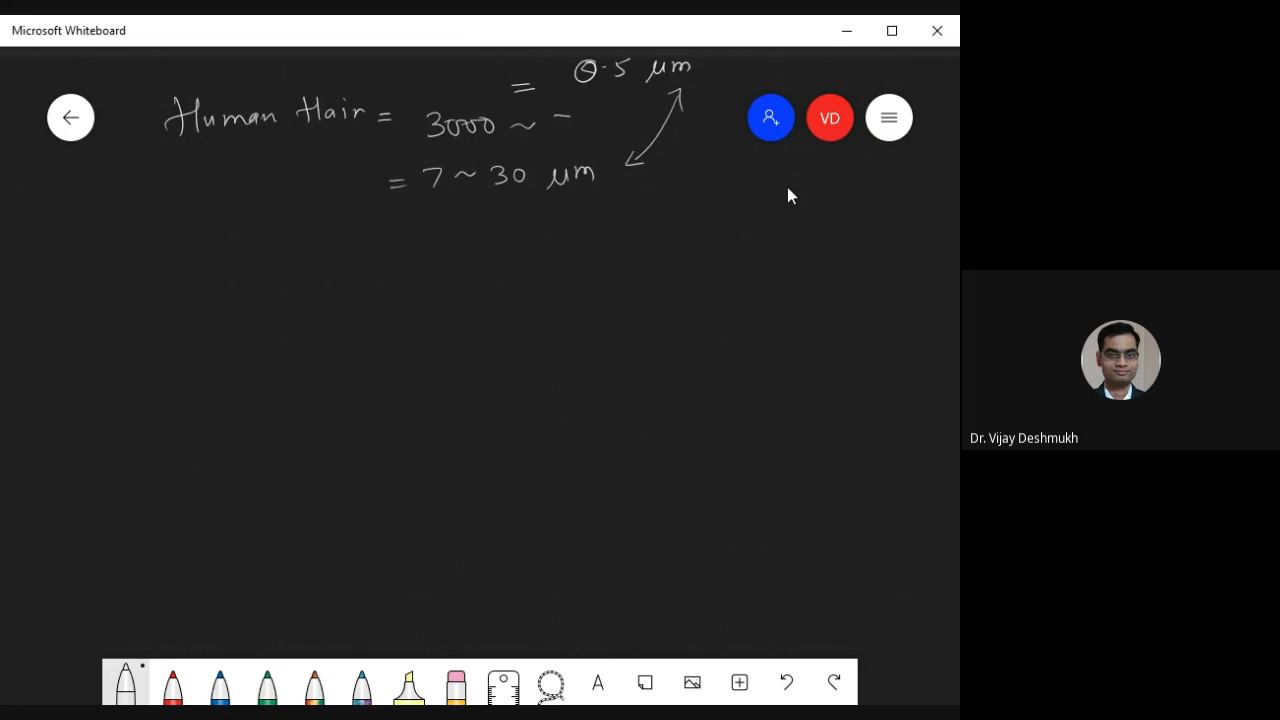 Microsoft Whiteboard
= 0.5 μm
Human Hair = 3000 ~ -
= 7 ~ 30 μm
VD
A
Dr. Vijay Deshmukh